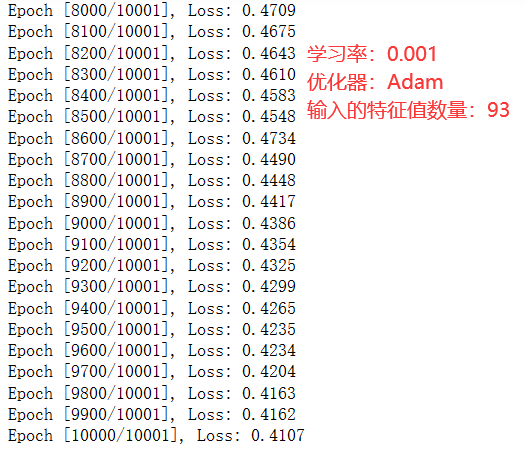 Epoch [8000/10001], Loss: 0.4709
Epoch [8100/10001], Loss: 0.4675
Epoch [8200/10001], Loss: 0.4643
学习率：0.001
Epoch [8300/10001], Loss: 0.4610
优化器：Adam
Epoch [8400/10001], Loss: 0.4583
输入的特征值数量：93
Epoch [8500/10001], Loss: 0.4548
Epoch [8600/10001], Loss: 0.4734
Epoch [8700/10001], Loss: 0.4490
Epoch [8800/10001], Loss: 0.4448
Epoch [8900/10001], Loss: 0.4417
Epoch [9000/10001], Loss: 0.4386
Epoch [9100/10001], Loss: 0.4354
Epoch [9200/10001], Loss: 0.4325
Epoch [9300/10001], Loss: 0.4299
Epoch [9400/10001], Loss: 0.4265
Epoch [9500/10001], Loss: 0.4235
Epoch [9600/10001], Loss: 0.4234
Epoch [9700/10001], Loss: 0.4204
Epoch [9800/10001], Loss: 0.4163
Epoch [9900/10001], Loss: 0.4162
Epoch [10000/10001], Loss: 0.4107